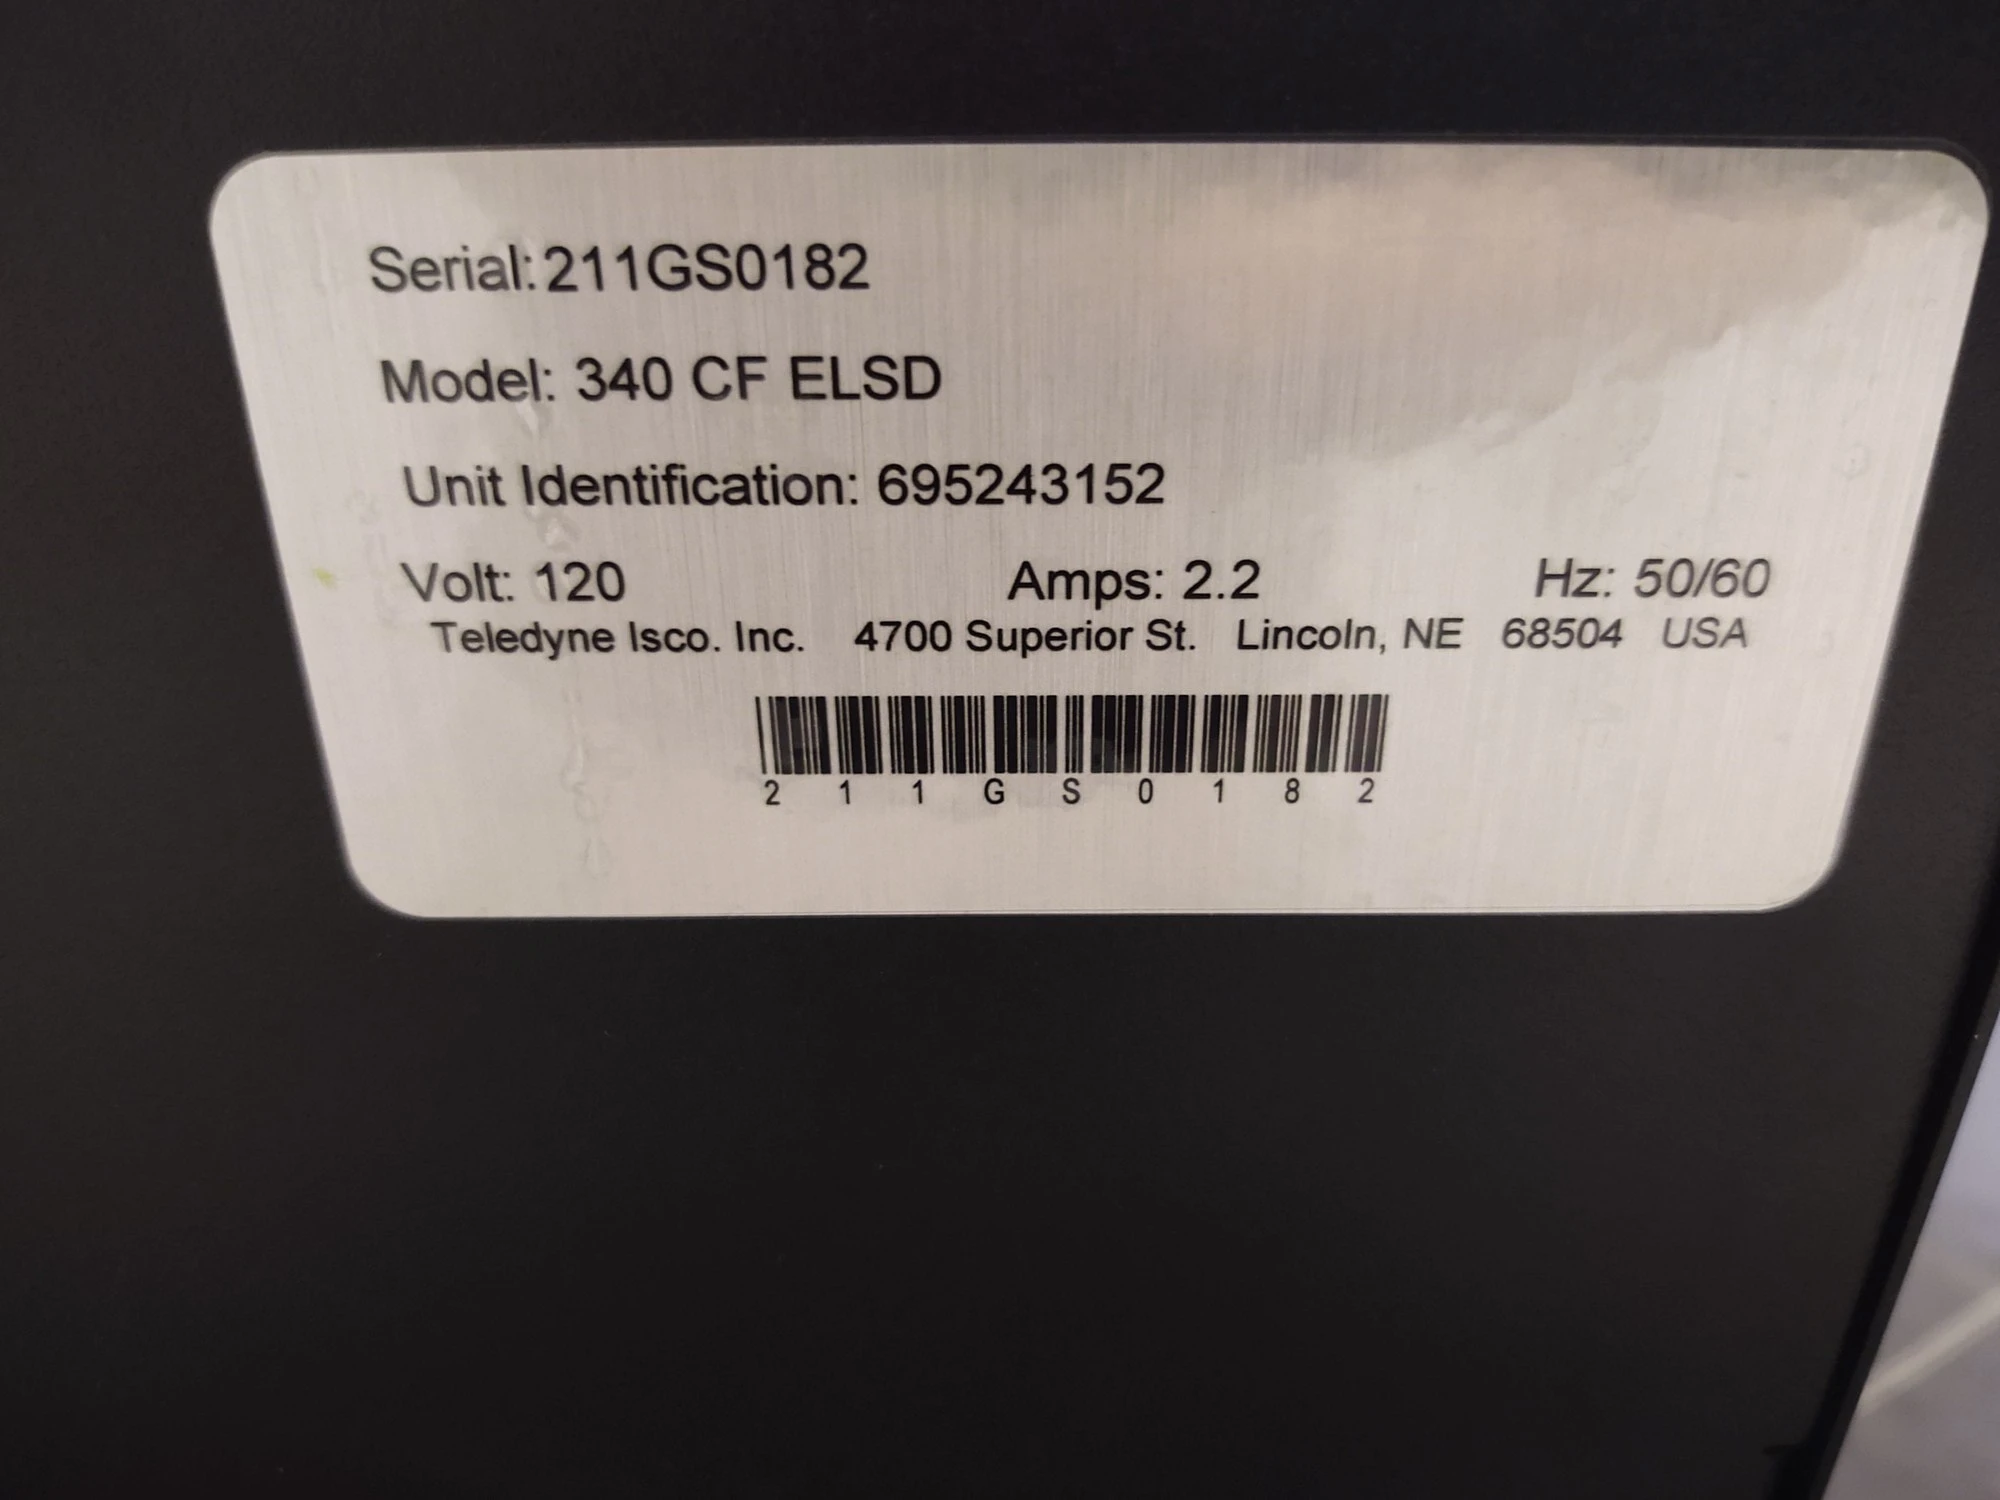 Serial: 211GS0182
Model: 340 CF ELSD
Unit Identification: 695243152
Volt: 120 Amps: 2.2 Hz: 50/60
Teledyne Isco. Inc. 4700 Superior St. Lincoln, NE 68504 USA
2 1 1 G S 0 1 8 2